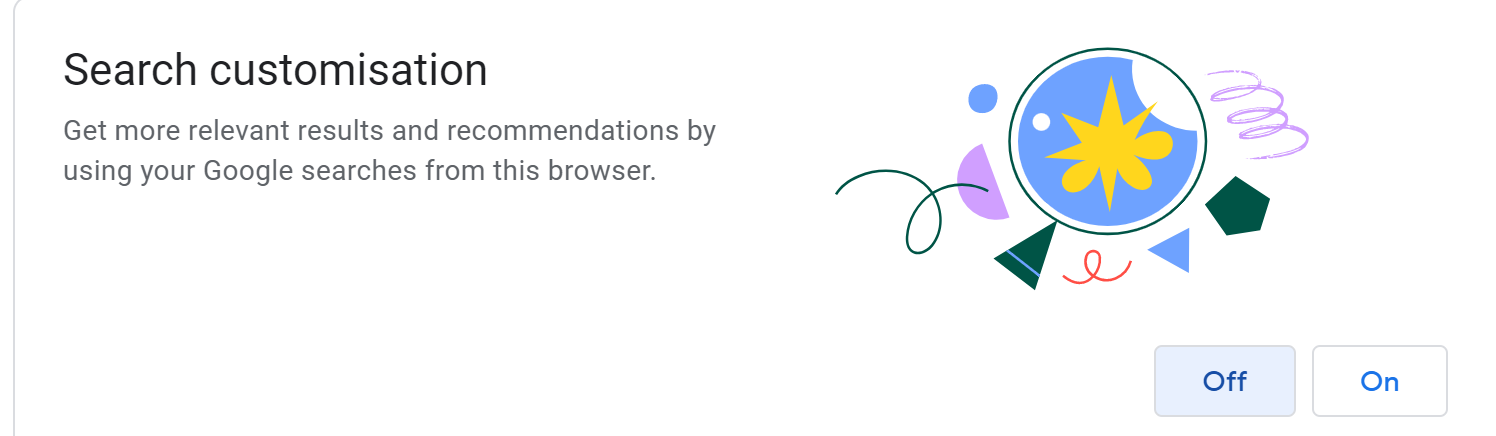 Search customisation
Get more relevant results and recommendations by
using your Google searches from this browser.
Off
On